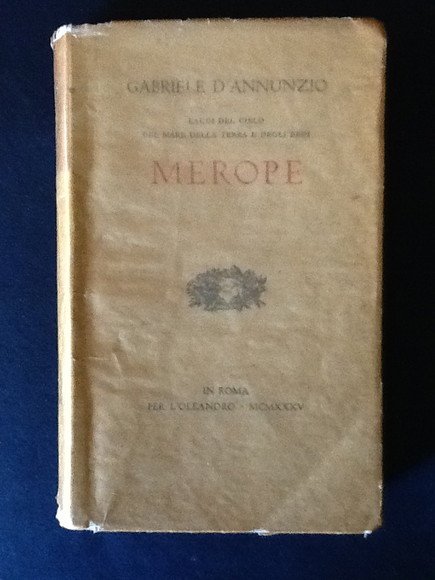 GABRIELE D'ANNUNZIO
LAUDI DEL CIELO
DEL MARE DELLA TERRA E DEGLI EROI
MEROPE
IN ROMA
PER L'OLEANDRO - MCMXXXV